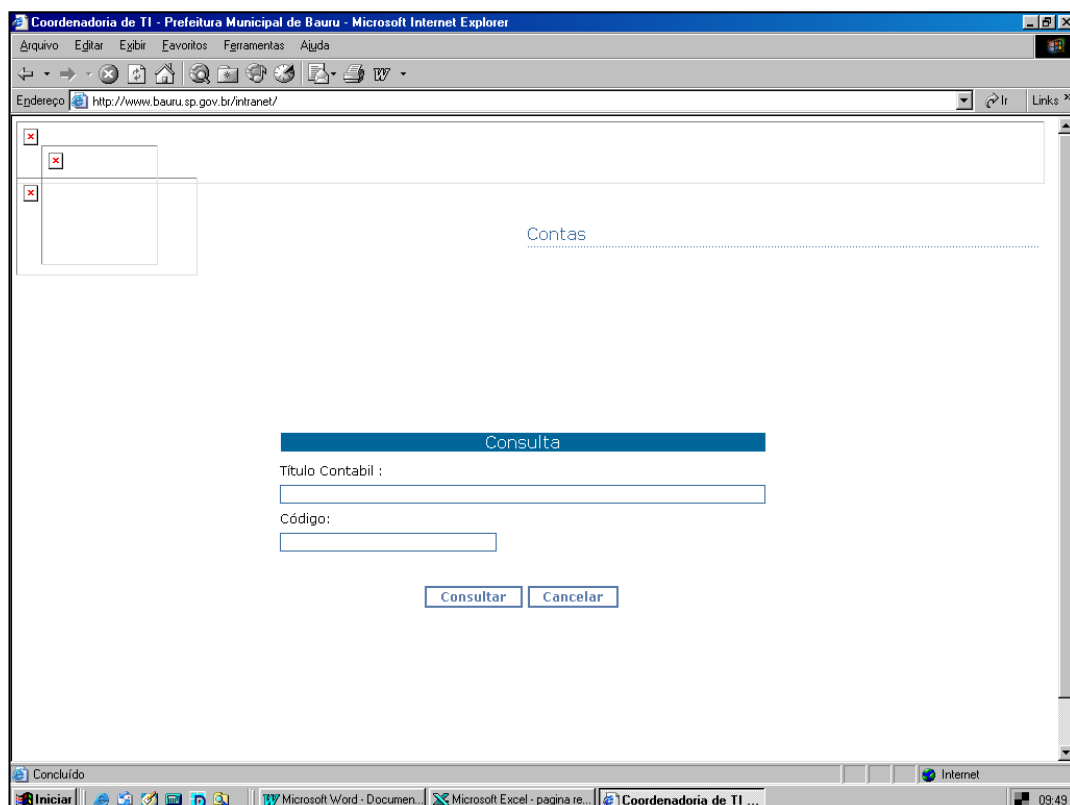 Coordenadoria de TI - Prefeitura Municipal de Bauru - Microsoft Internet Explorer
Arquivo Editar Exibir Favoritos Ferramentas Ajuda
Endereço http://www.bauru.sp.gov.br/intranet/ Ir Links »
Contas
Consulta
Título Contabil :
Código:
Consultar Cancelar
Concluído Internet
Iniciar Microsoft Word - Documen... Microsoft Excel - pagina re... Coordenadoria de TI ... 09:49